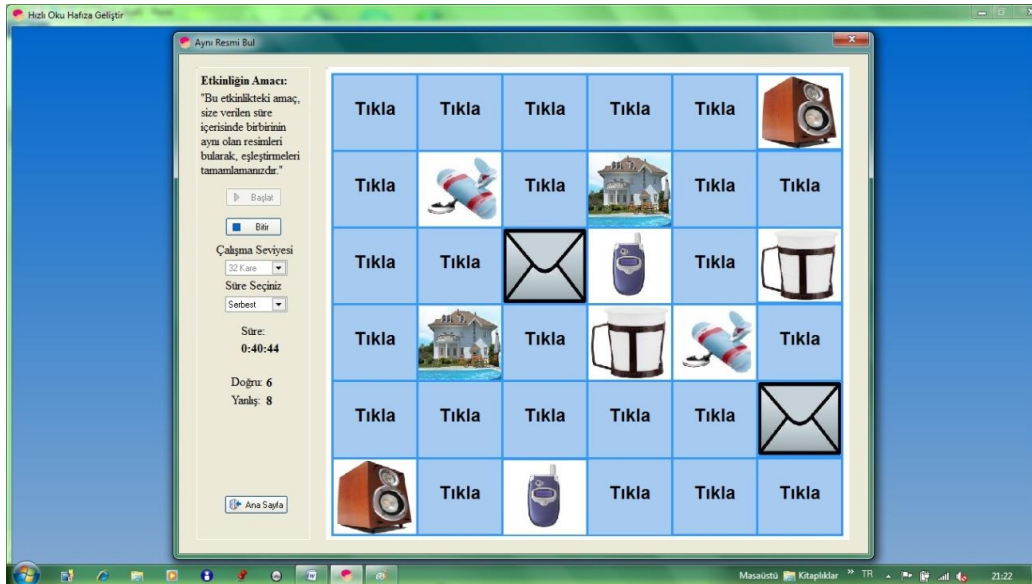 Hızlı Oku Hafıza Geliştir
Aynı Resmi Bul
Etkinliğin Amacı:
"Bu etkinlikteki amaç,
size verilen süre
içerisinde birbirinin
aynı olan resimleri
bularak, eşleştirmeleri
tamamlamanızdır."
Başlat
Bitir
Çalışma Seviyesi
32 Kare
Süre Seçiniz
Serbest
Süre:
0:40:44
Doğru: 6
Yanlış: 8
Ana Sayfa
Tıkla Tıkla Tıkla Tıkla Tıkla
Tıkla Tıkla Tıkla Tıkla
Tıkla Tıkla Tıkla
Tıkla Tıkla Tıkla
Tıkla Tıkla Tıkla Tıkla Tıkla
Tıkla Tıkla Tıkla Tıkla
Masaüstü Kitaplıklar » TR 21:22